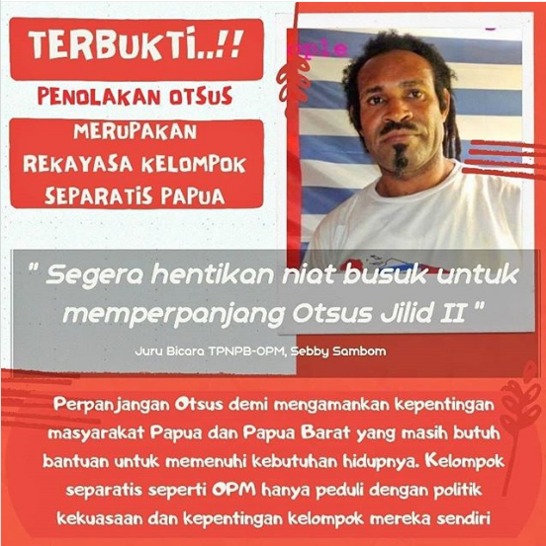 TERBUKTI..!!
PENOLAKAN OTSUS
MERUPAKAN
REKAYASA KELOMPOK
SEPARATIS PAPUA
ople
" Segera hentikan niat busuk untuk
memperpanjang Otsus Jilid II "
Juru Bicara TPNPB-OPM, Sebby Sambom
Perpanjangan Otsus demi mengamankan kepentingan
masyarakat Papua dan Papua Barat yang masih butuh
bantuan untuk memenuhi kebutuhan hidupnya. Kelompok
separatis seperti OPM hanya peduli dengan politik
kekuasaan dan kepentingan kelompok mereka sendiri